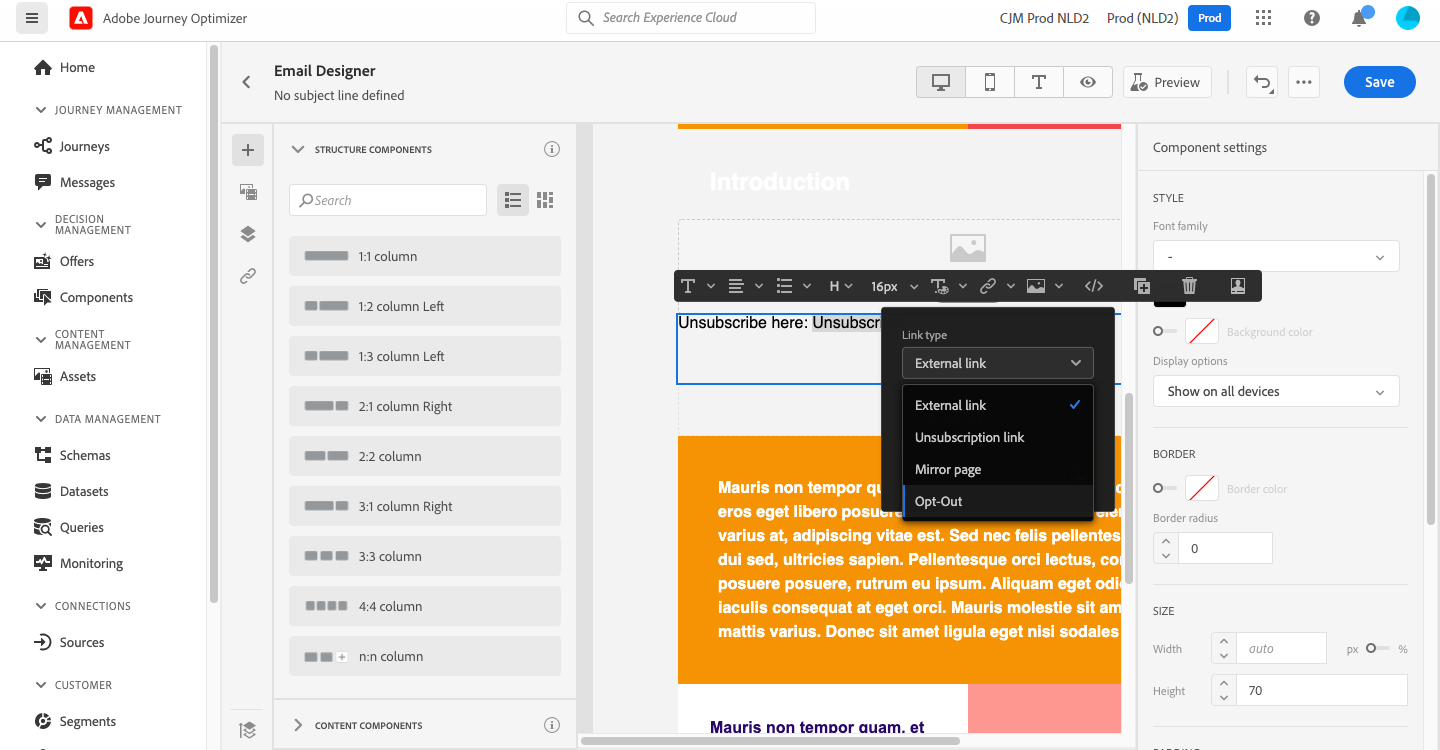 Adobe Journey Optimizer
Search Experience Cloud
CJM Prod NLD2
Prod (NLD2)
Prod
Home
JOURNEY MANAGEMENT
Journeys
Messages
DECISION
MANAGEMENT
Offers
Components
CONTENT
MANAGEMENT
Assets
DATA MANAGEMENT
Schemas
Datasets
Queries
Monitoring
CONNECTIONS
Sources
CUSTOMER
Segments
Email Designer
No subject line defined
Preview
Save
STRUCTURE COMPONENTS
Search
1:1 column
1:2 column Left
1:3 column Left
2:1 column Right
2:2 column
3:1 column Right
3:3 column
4:4 column
n:n column
CONTENT COMPONENTS
Introduction
H
16px
Unsubscribe here: Unsubscr
Link type
External link
External link
Unsubscription link
Mirror page
Opt-Out
Mauris non tempor qu
eros eget libero posuere
varius at, adipiscing vitae est. Sed nec felis pellentes
dui sed, ultricies sapien. Pellentesque orci lectus, co
posuere posuere, rutrum eu ipsum. Aliquam eget odi
iaculis consequat at eget orci. Mauris molestie sit am
mattis varius. Donec sit amet ligula eget nisi sodales
Mauris non tempor quam, et
Component settings
STYLE
Font family
-
Background color
Display options
Show on all devices
BORDER
Border color
Border radius
0
SIZE
Width
auto
px
%
Height
70